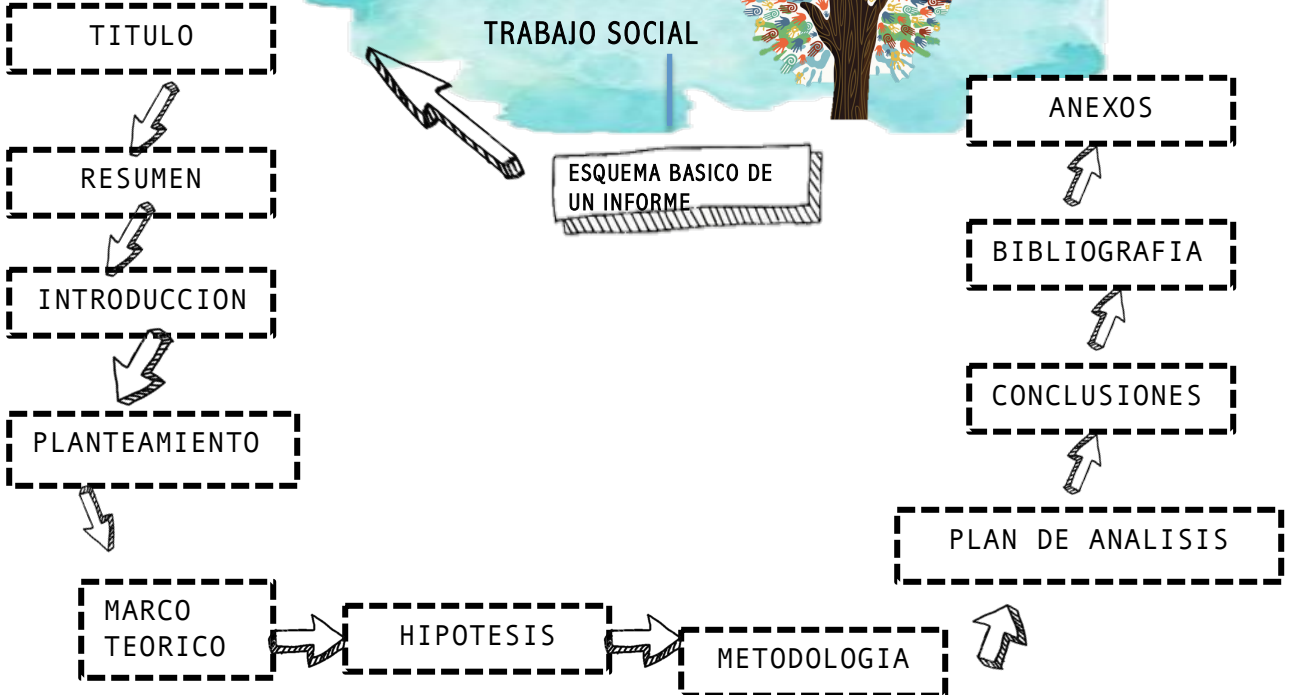 TRABAJO SOCIAL
ESQUEMA BASICO DE
UN INFORME
TITULO
RESUMEN
INTRODUCCION
PLANTEAMIENTO
MARCO
TEORICO
HIPOTESIS
METODOLOGIA
PLAN DE ANALISIS
CONCLUSIONES
BIBLIOGRAFIA
ANEXOS